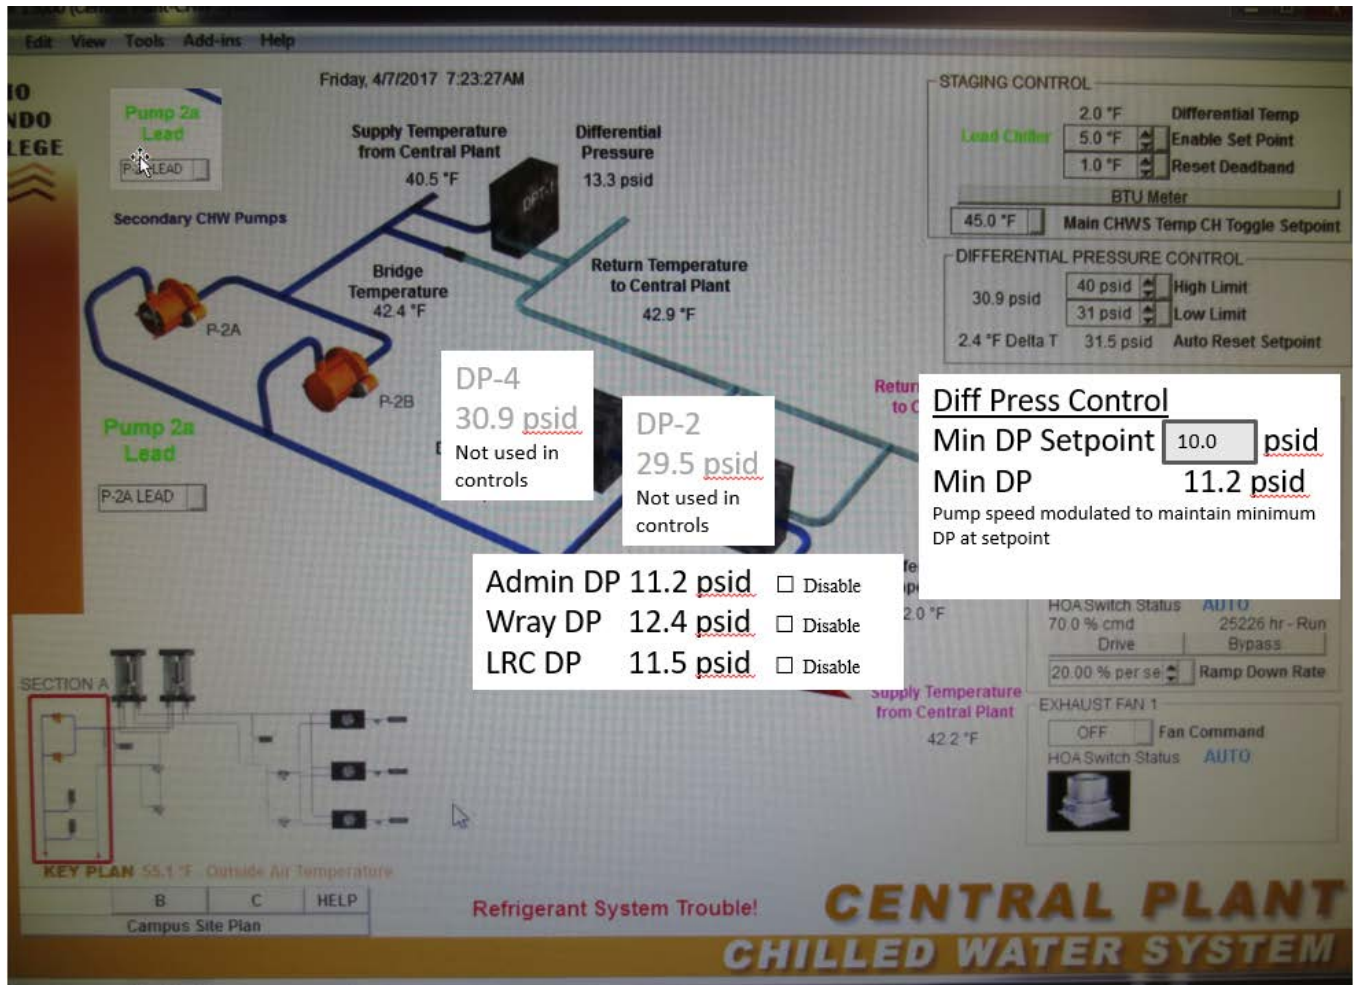 Edit View Tools Add-ins Help
Friday, 4/7/2017 7:23:27AM
Pump 2a
Lead
LEAD
Secondary CHW Pumps
Supply Temperature
from Central Plant
40.5 °F
Differential
Pressure
13.3 psid
DPT-1
Bridge
Temperature
42.4 °F
Return Temperature
to Central Plant
42.9 °F
P-2A
P-2B
Pump 2a
Lead
P-2A LEAD
STAGING CONTROL
2.0 °F Differential Temp
Lead Chiller 5.0 °F Enable Set Point
1.0 °F Reset Deadband
BTU Meter
45.0 °F Main CHWS Temp CH Toggle Setpoint
DIFFERENTIAL PRESSURE CONTROL
30.9 psid
40 psid High Limit
31 psid Low Limit
2.4 °F Delta T 31.5 psid Auto Reset Setpoint
DP-4
30.9 psid
Not used in
controls
DP-2
29.5 psid
Not used in
controls
Diff Press Control
Min DP Setpoint 10.0 psid
Min DP 11.2 psid
Pump speed modulated to maintain minimum
DP at setpoint
Admin DP 11.2 psid ☐ Disable
Wray DP 12.4 psid ☐ Disable
LRC DP 11.5 psid ☐ Disable
HOA Switch Status AUTO
70.0 % cmd 25226 hr - Run
Drive Bypass
20.00 % per se Ramp Down Rate
Supply Temperature
from Central Plant
42.2 °F
EXHAUST FAN 1
OFF Fan Command
HOA Switch Status AUTO
SECTION A
KEY PLAN 55.1 °F Outside Air Temperature
B C HELP
Campus Site Plan
Refrigerant System Trouble!
CENTRAL PLANT
CHILLED WATER SYSTEM